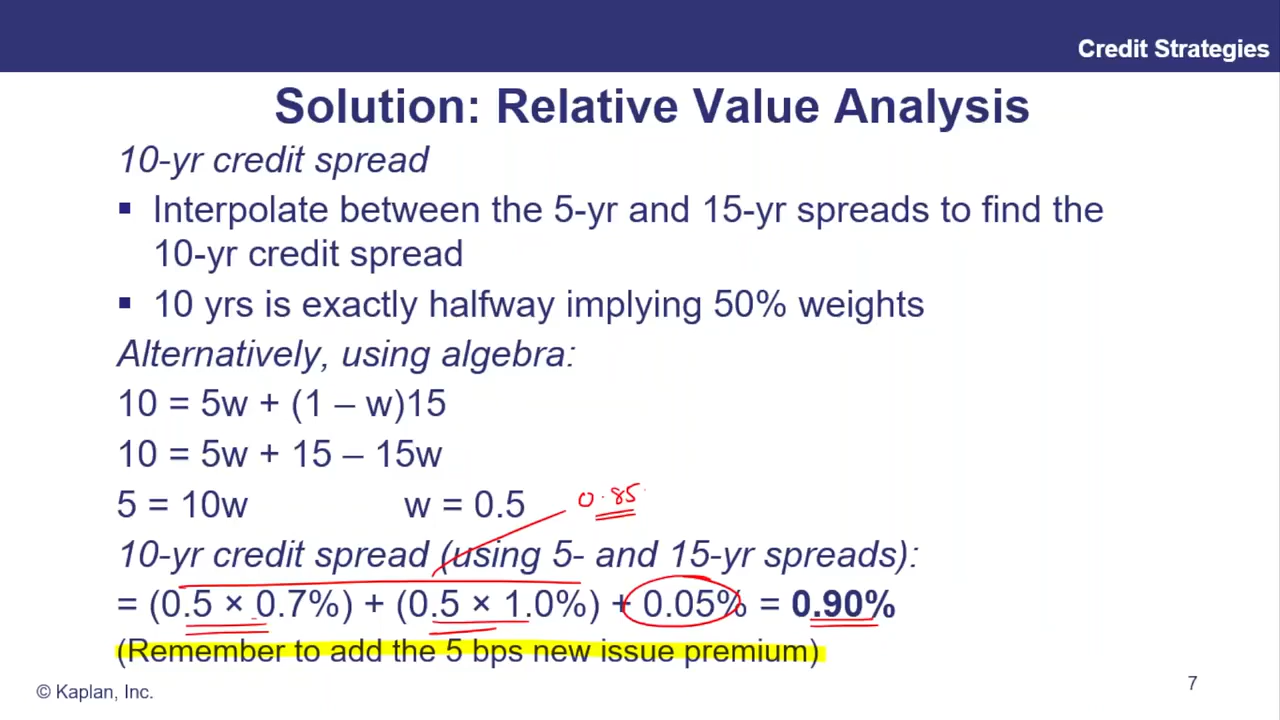 Credit Strategies
Solution: Relative Value Analysis
10-yr credit spread
▪ Interpolate between the 5-yr and 15-yr spreads to find the
10-yr credit spread
▪ 10 yrs is exactly halfway implying 50% weights
Alternatively, using algebra:
10 = 5w + (1 – w)15
10 = 5w + 15 – 15w
5 = 10w w = 0.5
0.85
10-yr credit spread (using 5- and 15-yr spreads):
= (0.5 × 0.7%) + (0.5 × 1.0%) + 0.05% = 0.90%
(Remember to add the 5 bps new issue premium)
© Kaplan, Inc.
7